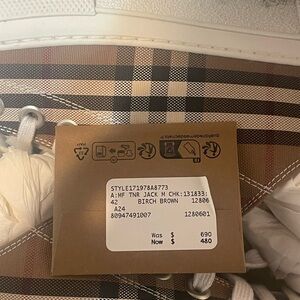 STYLE171978A8773
A:MF TNR JACK M CHK:131833:
42 BIRCH BROWN 12806
A24
80947491007 1280601
Was $ 690
Now $ 480